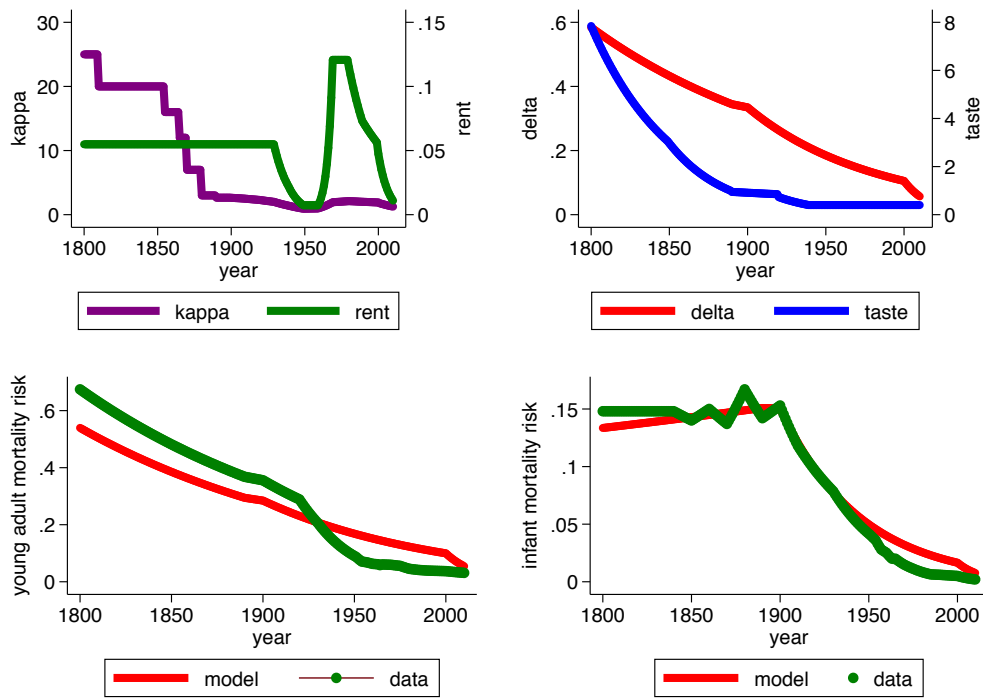 kappa
0
10
20
30
0
.05
.1
.15
rent
1800
1850
1900
1950
2000
year
kappa
rent
delta
0
.2
.4
.6
0
2
4
6
8
taste
1800
1850
1900
1950
2000
year
delta
taste
young adult mortality risk
0
.2
.4
.6
1800
1850
1900
1950
2000
year
model
data
infant mortality risk
0
.05
.1
.15
1800
1850
1900
1950
2000
year
model
data